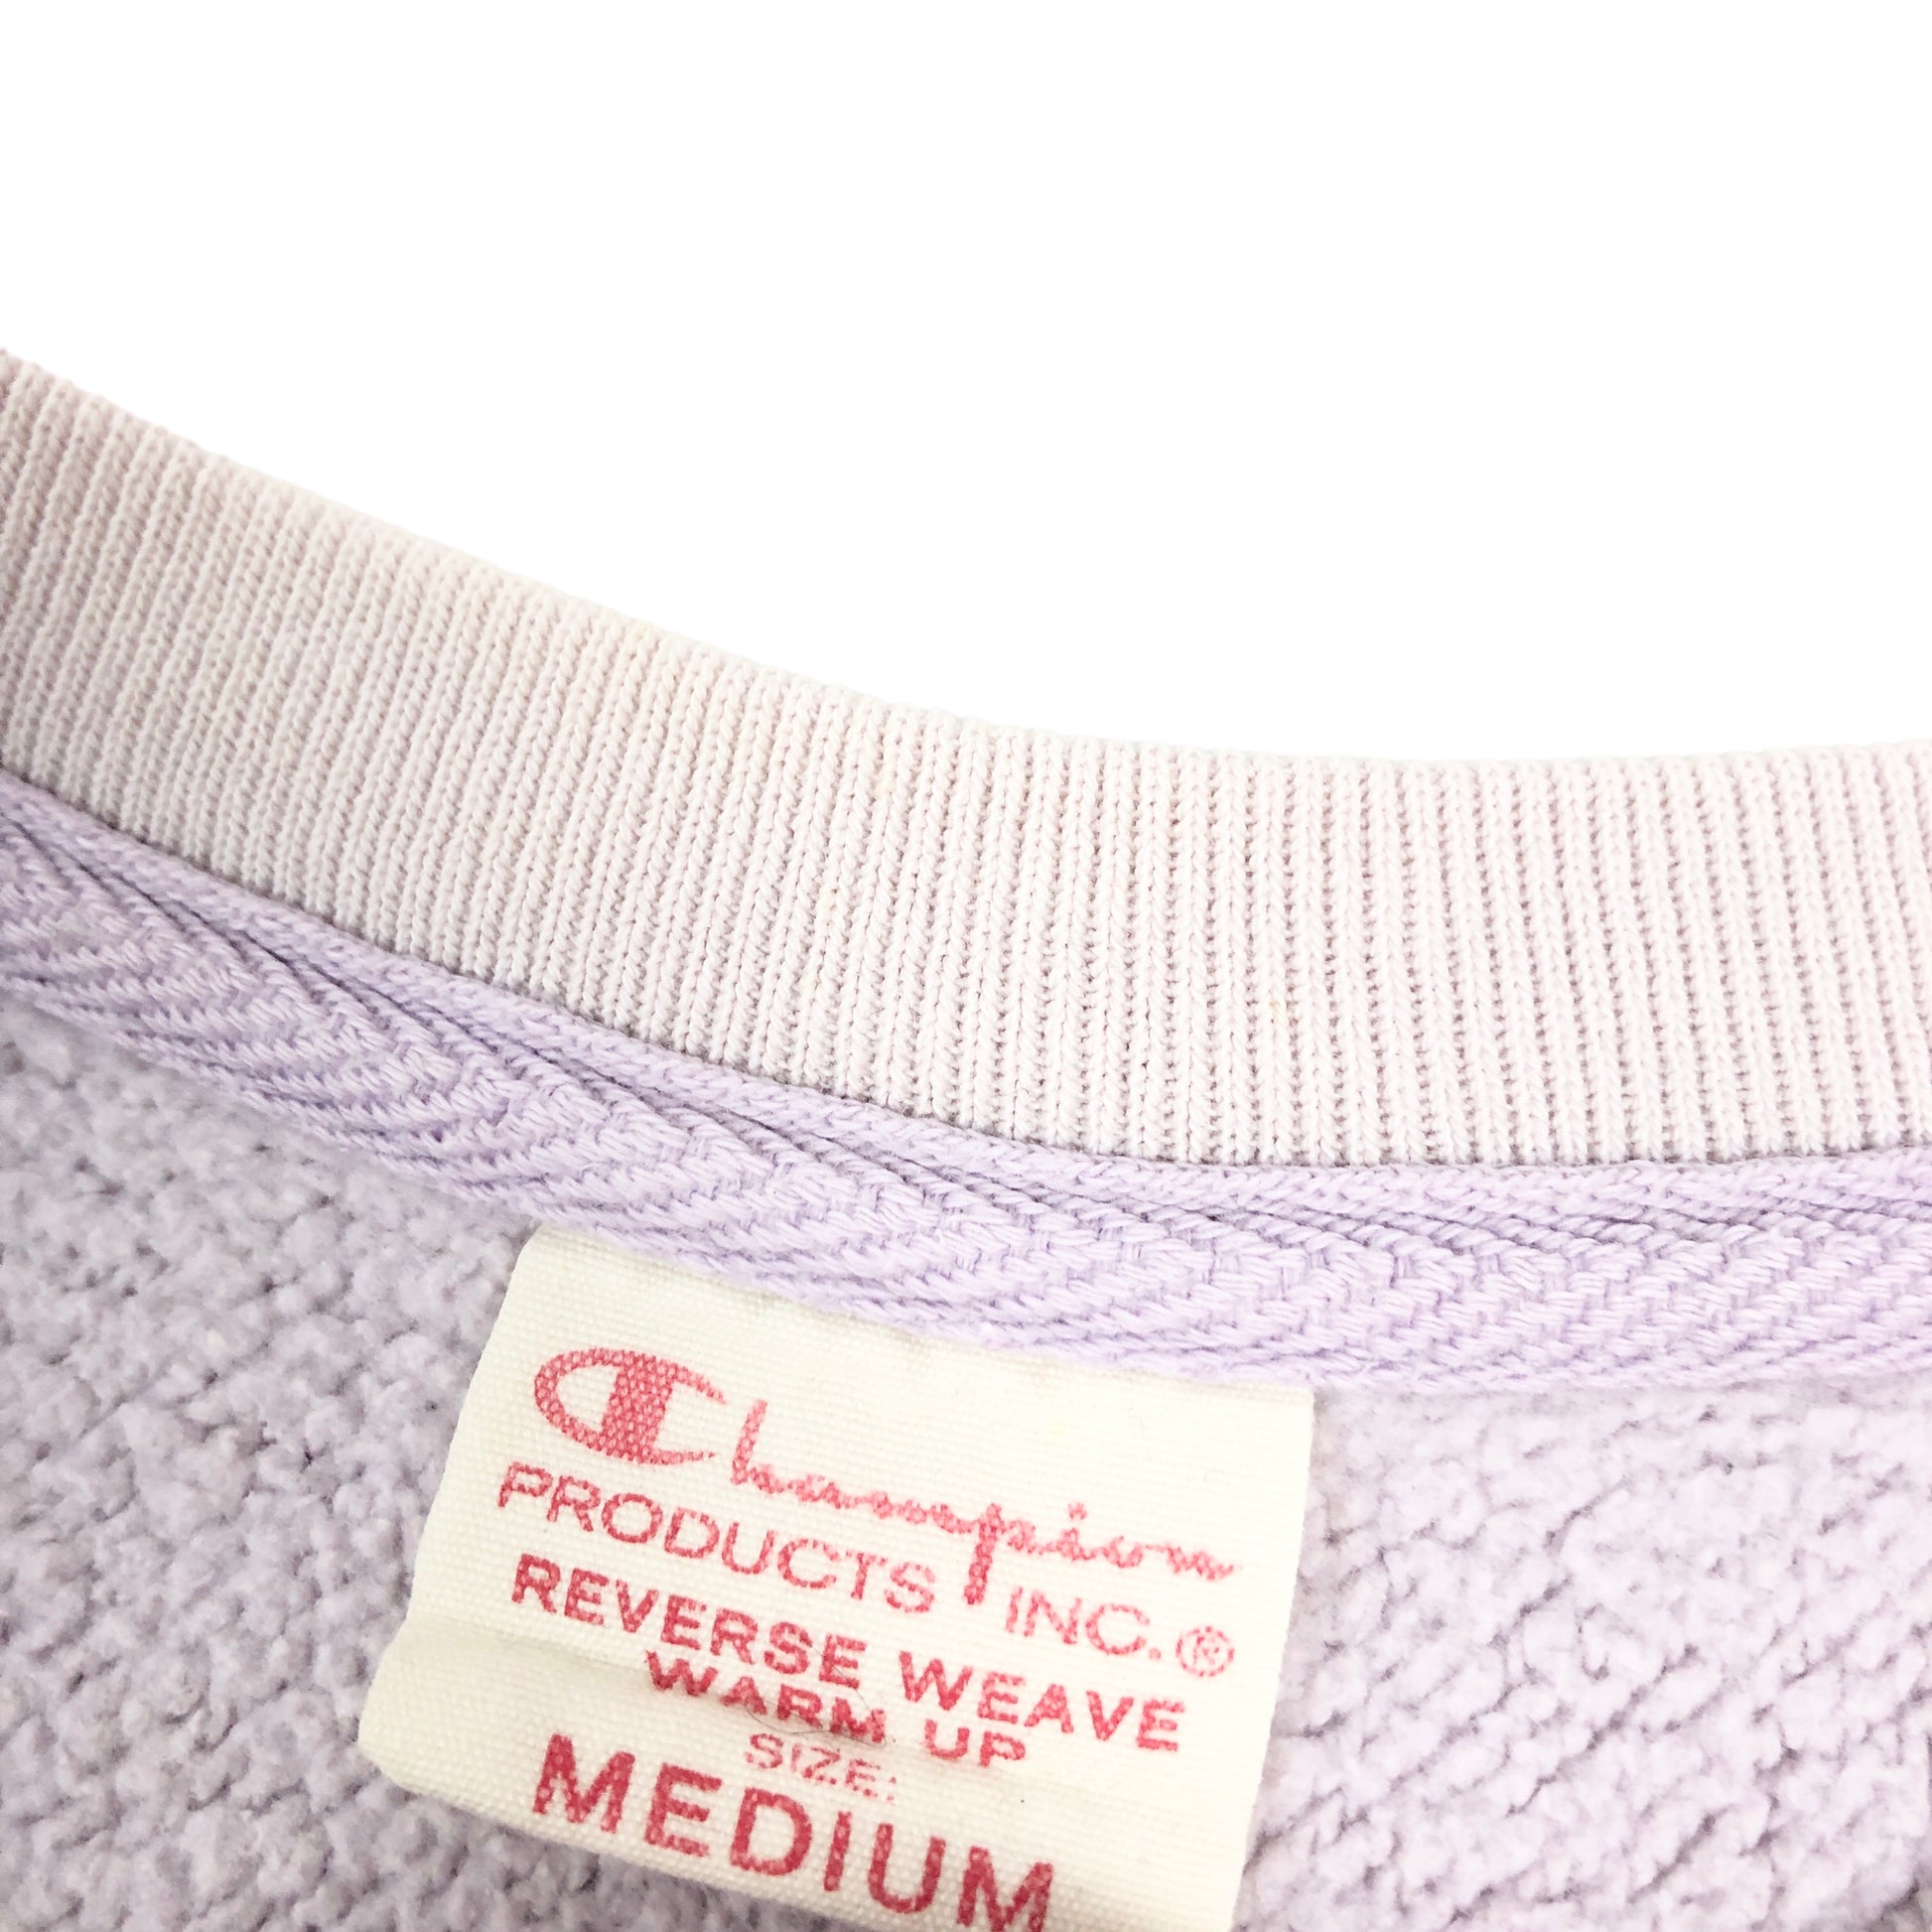 Champion
PRODUCTS INC.®
REVERSE WEAVE
WARM UP
SIZE:
MEDIUM